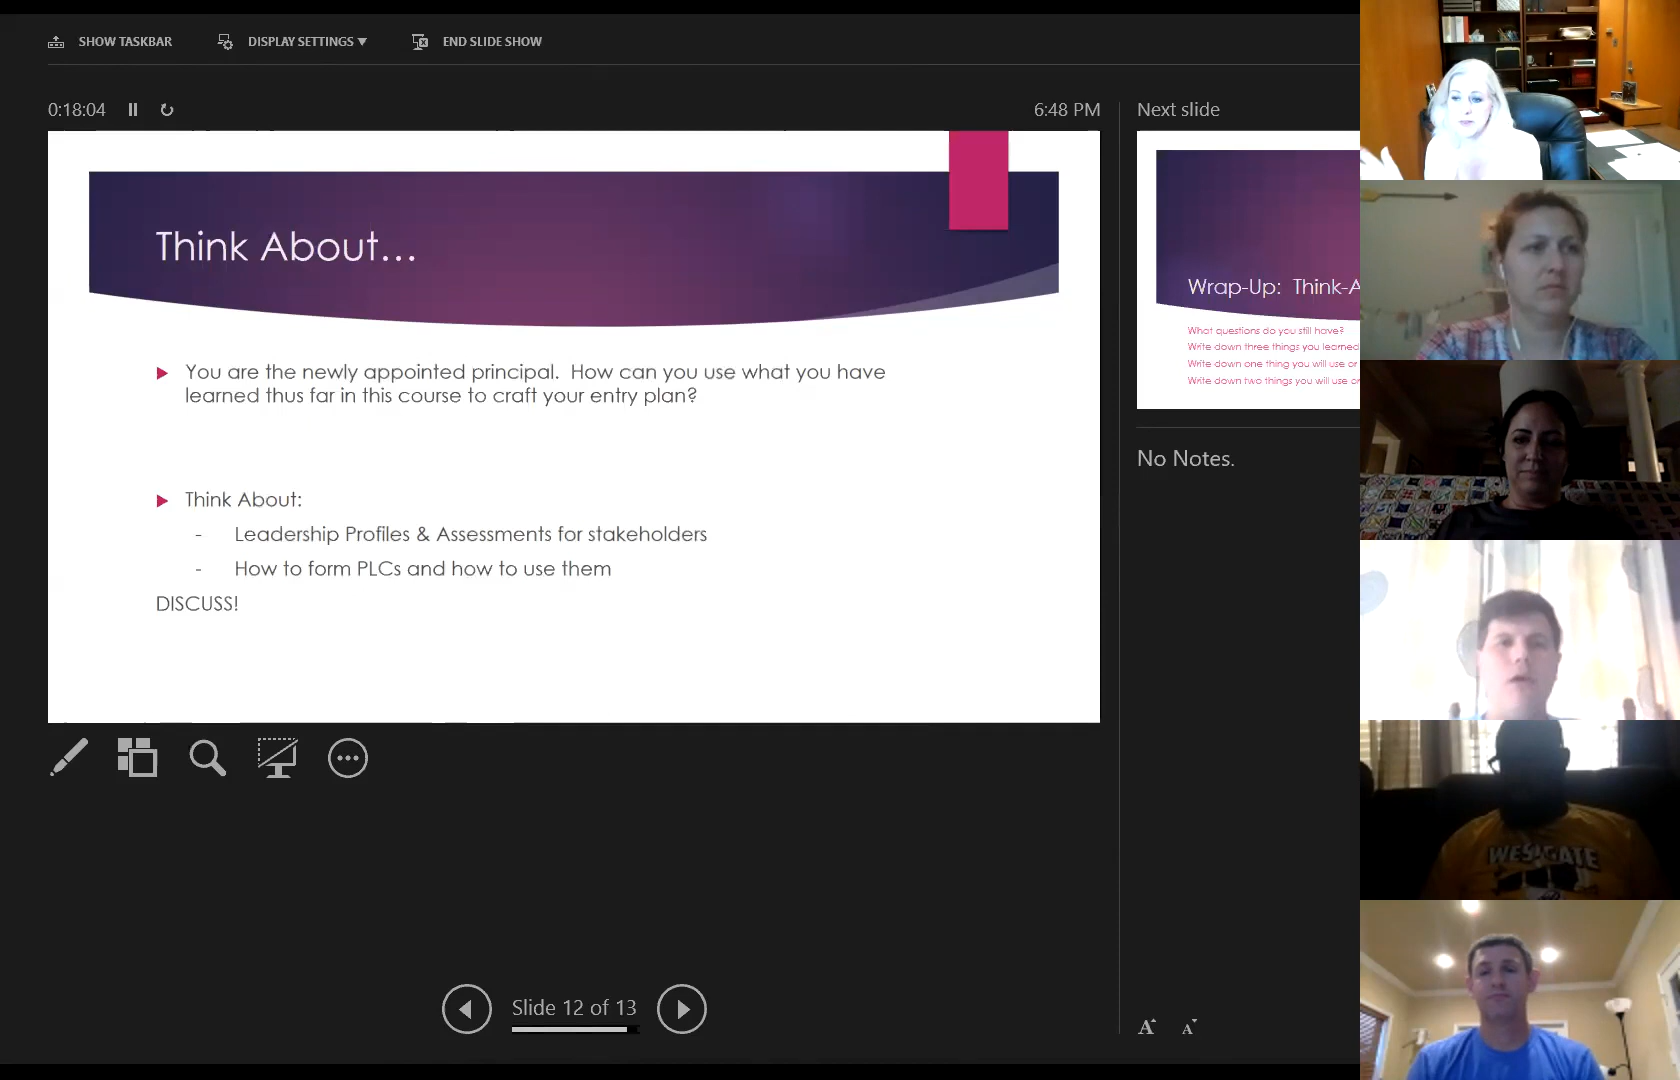 SHOW TASKBAR
DISPLAY SETTINGS
END SLIDE SHOW
0:18:04
6:48 PM
Next slide
Think About...
You are the newly appointed principal. How can you use what you have
learned thus far in this course to craft your entry plan?
Think About:
- Leadership Profiles & Assessments for stakeholders
- How to form PLCs and how to use them
DISCUSS!
Wrap-Up: Think-A
What questions do you still have?
Write down three things you learned
Write down one thing you will use or
Write down two things you will use or
No Notes.
Slide 12 of 13
A A
WESTGATE